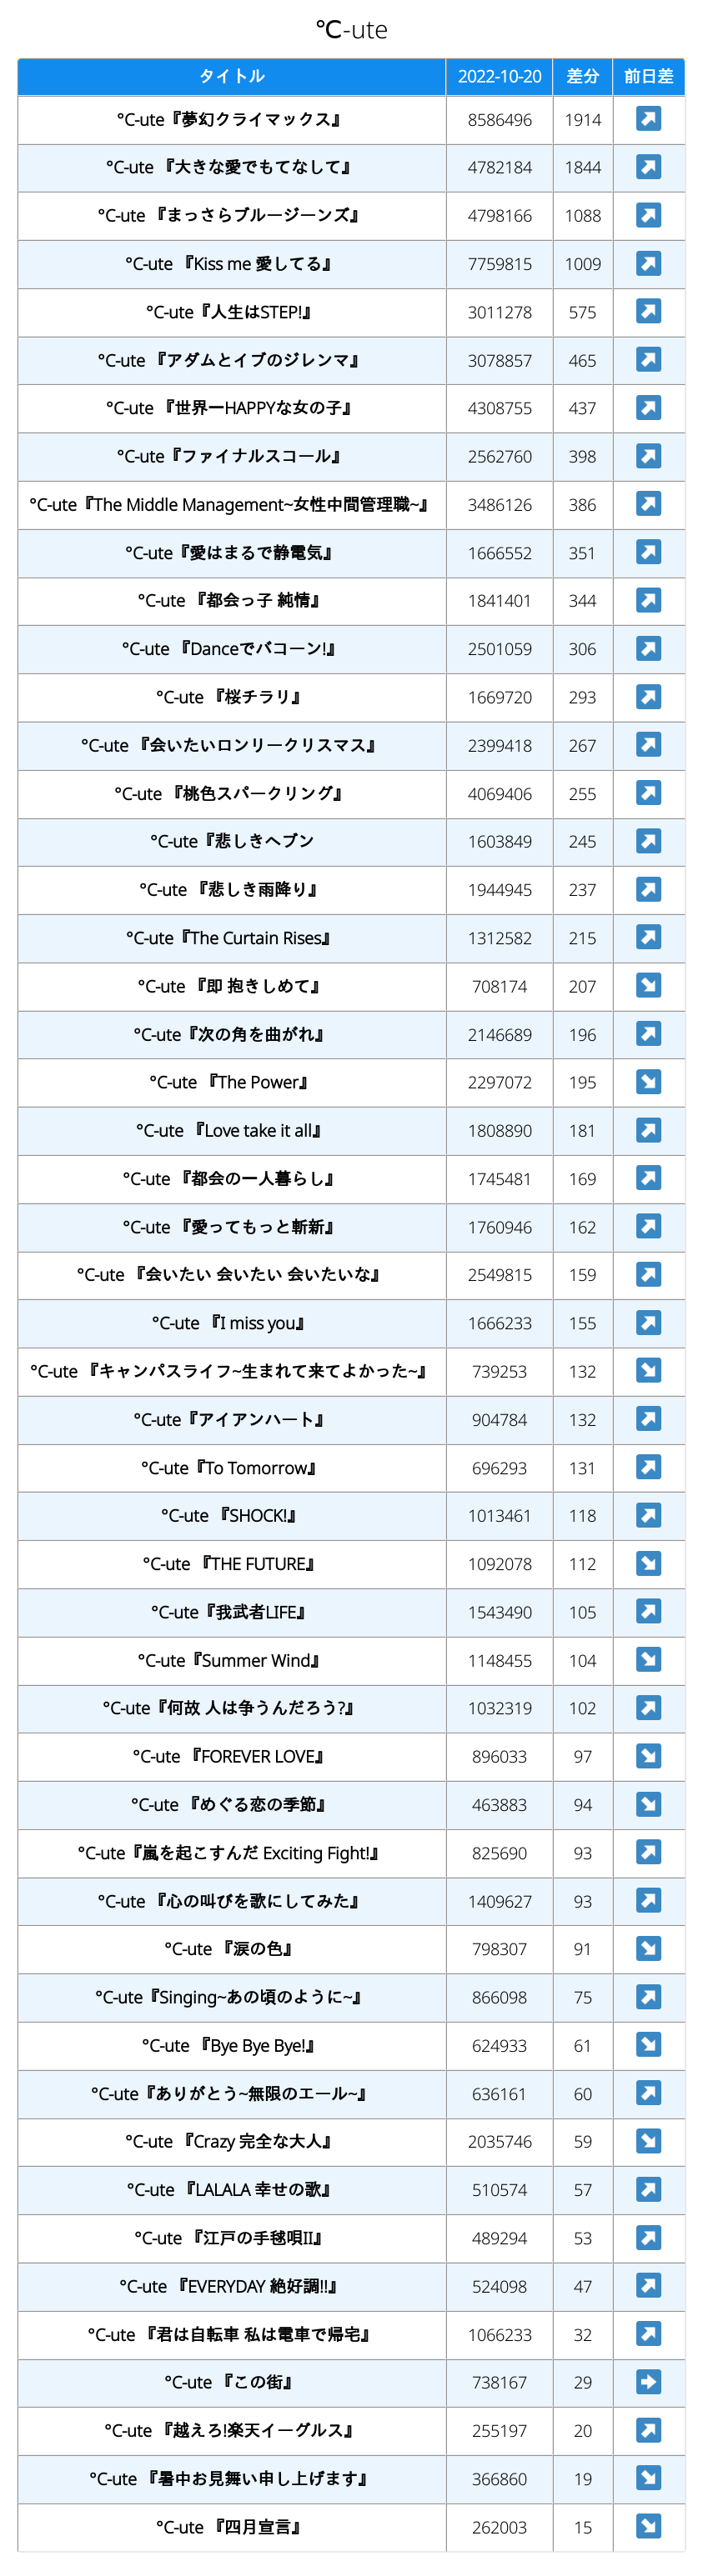 ℃-ute
タイトル 2022-10-20 差分 前日差
°C-ute『夢幻クライマックス』 8586496 1914 ↗
°C-ute 『大きな愛でもてなして』 4782184 1844 ↗
°C-ute 『まっさらブルージーンズ』 4798166 1088 ↗
°C-ute 『Kiss me 愛してる』 7759815 1009 ↗
°C-ute『人生はSTEP!』 3011278 575 ↗
°C-ute 『アダムとイブのジレンマ』 3078857 465 ↗
°C-ute 『世界一HAPPYな女の子』 4308755 437 ↗
°C-ute『ファイナルスコール』 2562760 398 ↗
°C-ute『The Middle Management~女性中間管理職~』 3486126 386 ↗
°C-ute『愛はまるで静電気』 1666552 351 ↗
°C-ute 『都会っ子 純情』 1841401 344 ↗
°C-ute 『Danceでバコーン!』 2501059 306 ↗
°C-ute 『桜チラリ』 1669720 293 ↗
°C-ute 『会いたいロンリークリスマス』 2399418 267 ↗
°C-ute 『桃色スパークリング』 4069406 255 ↗
°C-ute『悲しきヘブン 1603849 245 ↗
°C-ute 『悲しき雨降り』 1944945 237 ↗
°C-ute『The Curtain Rises』 1312582 215 ↗
°C-ute 『即 抱きしめて』 708174 207 ↘
°C-ute『次の角を曲がれ』 2146689 196 ↗
°C-ute 『The Power』 2297072 195 ↘
°C-ute 『Love take it all』 1808890 181 ↗
°C-ute 『都会の一人暮らし』 1745481 169 ↗
°C-ute 『愛ってもっと斬新』 1760946 162 ↗
°C-ute 『会いたい 会いたい 会いたいな』 2549815 159 ↗
°C-ute 『I miss you』 1666233 155 ↗
°C-ute 『キャンパスライフ~生まれて来てよかった~』 739253 132 ↘
°C-ute『アイアンハート』 904784 132 ↗
°C-ute『To Tomorrow』 696293 131 ↗
°C-ute 『SHOCK!』 1013461 118 ↗
°C-ute 『THE FUTURE』 1092078 112 ↘
°C-ute『我武者LIFE』 1543490 105 ↗
°C-ute『Summer Wind』 1148455 104 ↘
°C-ute『何故 人は争うんだろう?』 1032319 102 ↗
°C-ute 『FOREVER LOVE』 896033 97 ↘
°C-ute 『めぐる恋の季節』 463883 94 ↘
°C-ute『嵐を起こすんだ Exciting Fight!』 825690 93 ↗
°C-ute 『心の叫びを歌にしてみた』 1409627 93 ↗
°C-ute 『涙の色』 798307 91 ↘
°C-ute『Singing~あの頃のように~』 866098 75 ↗
°C-ute 『Bye Bye Bye!』 624933 61 ↘
°C-ute『ありがとう~無限のエール~』 636161 60 ↗
°C-ute 『Crazy 完全な大人』 2035746 59 ↘
°C-ute 『LALALA 幸せの歌』 510574 57 ↗
°C-ute 『江戸の手毬唄II』 489294 53 ↗
°C-ute 『EVERYDAY 絶好調!!』 524098 47 ↗
°C-ute 『君は自転車 私は電車で帰宅』 1066233 32 ↗
°C-ute 『この街』 738167 29 ➡
°C-ute 『越えろ!楽天イーグルス』 255197 20 ↗
°C-ute 『暑中お見舞い申し上げます』 366860 19 ↘
°C-ute 『四月宣言』 262003 15 ↘